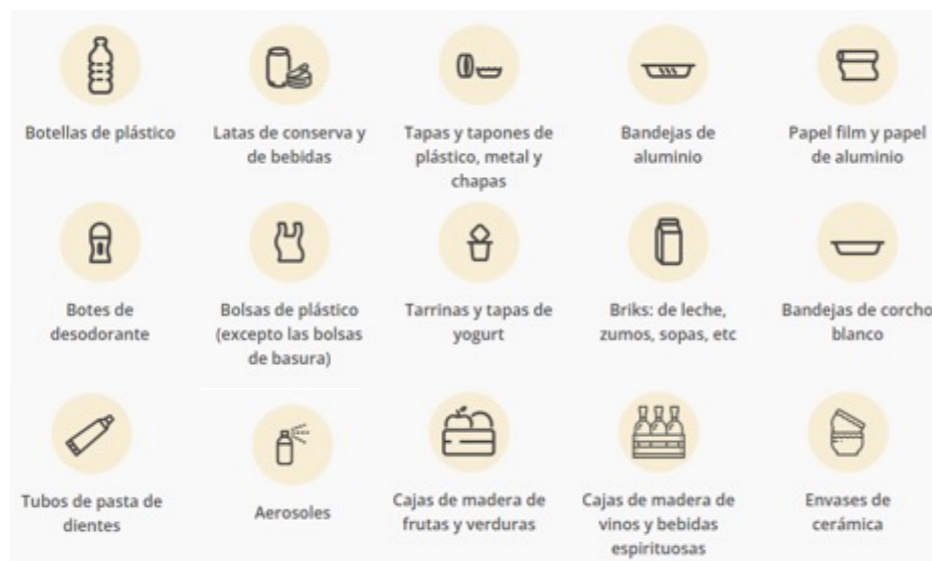 Botellas de plástico
Latas de conserva y
de bebidas
Tapas y tapones de
plástico, metal y
chapas
Bandejas de
aluminio
Papel film y papel
de aluminio
Botes de
desodorante
Bolsas de plástico
(excepto las bolsas
de basura)
Tarrinas y tapas de
yogurt
Briks: de leche,
zumos, sopas, etc
Bandejas de corcho
blanco
Tubos de pasta de
dientes
Aerosoles
Cajas de madera de
frutas y verduras
Cajas de madera de
vinos y bebidas
espirituosas
Envases de
cerámica